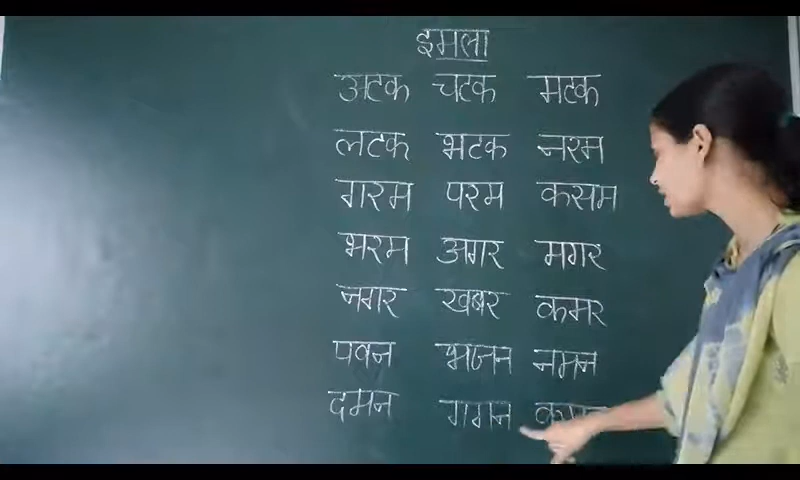 इमला
अटक चटक मटक
लटक भटक नरम
गरम परम कसम
भरम अगर मगर
नगर खबर कमर
पवन भजन नमन
दमन गगन